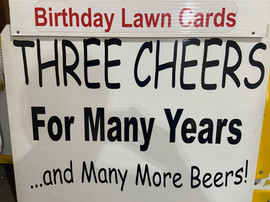 Birthday Lawn Cards
THREE CHEERS
For Many Years
...and Many More Beers!